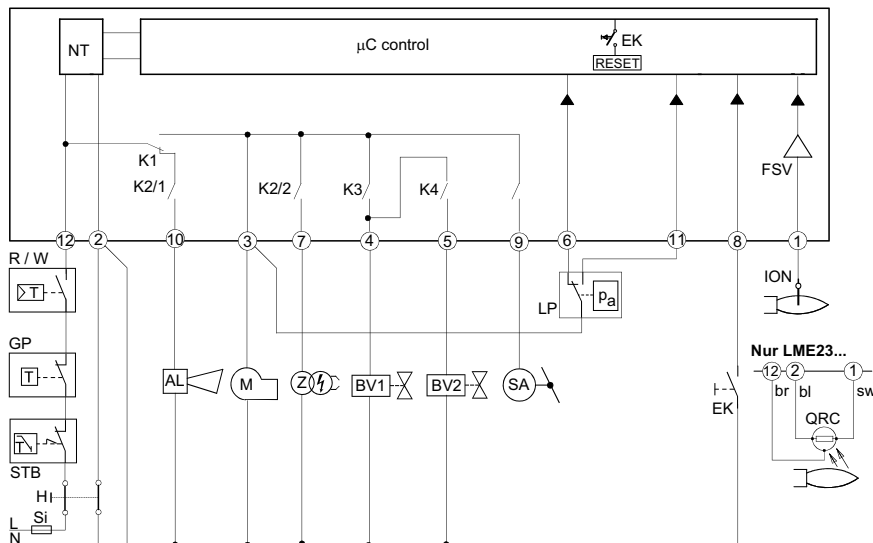 NT
µC control
EK
RESET
K1
K2/1
K2/2
K3
K4
FSV
12 2 10 3 7 4 5 9 6 11 8 1
R / W
T
GP
T
STB
T
H
L
N
Si
AL
M
Z
BV1
BV2
SA
LP
pa
EK
ION
Nur LME23...
12 2 1
br bl sw
QRC